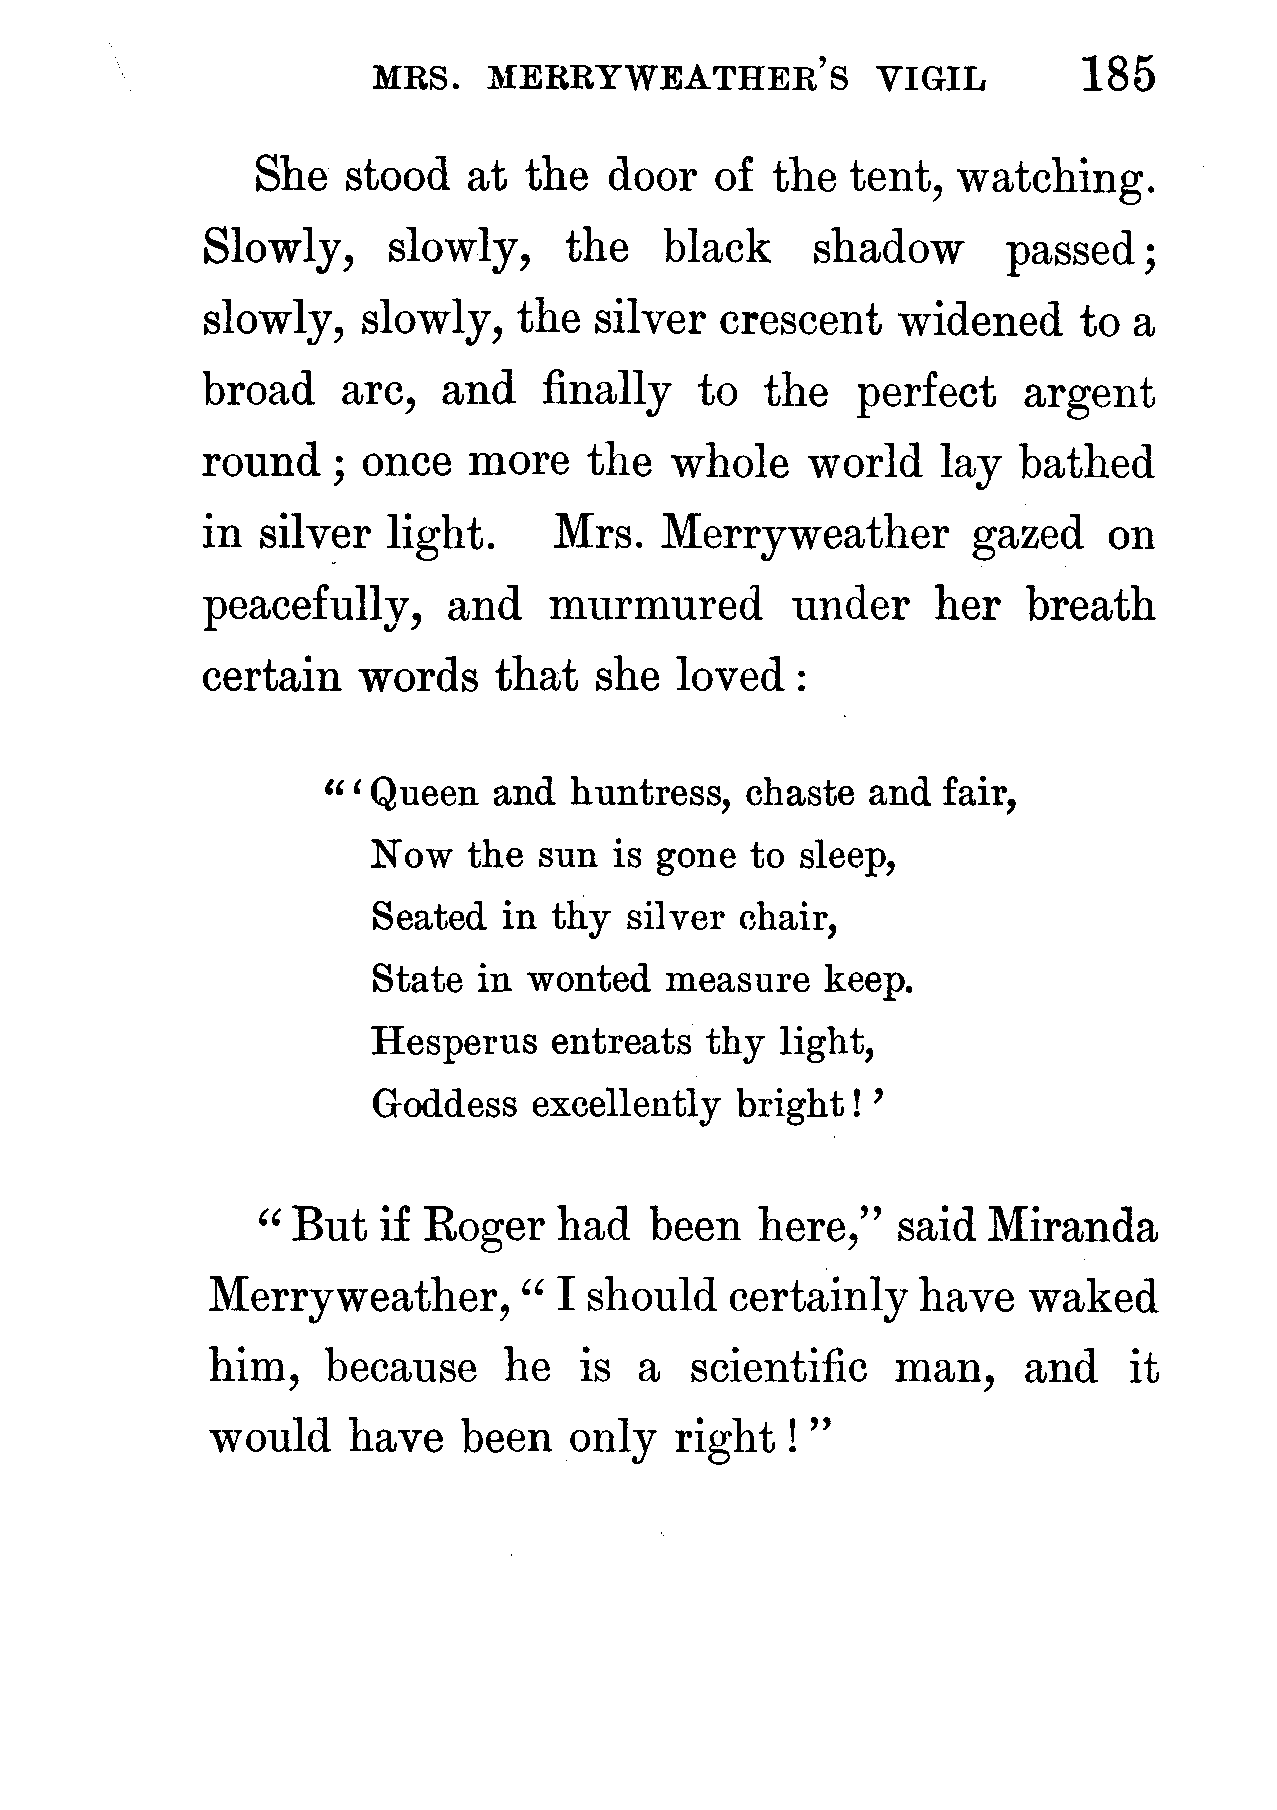 MRS. MERRYWEATHER'S VIGIL 185
She stood at the door of the tent, watching.
Slowly, slowly, the black shadow passed;
slowly, slowly, the silver crescent widened to a
broad arc, and finally to the perfect argent
round; once more the whole world lay bathed
in silver light. Mrs. Merryweather gazed on
peacefully, and murmured under her breath
certain words that she loved:
"'Queen and huntress, chaste and fair,
Now the sun is gone to sleep,
Seated in thy silver chair,
State in wonted measure keep.
Hesperus entreats thy light,
Goddess excellently bright!'
"But if Roger had been here," said Miranda
Merryweather, "I should certainly have waked
him, because he is a scientific man, and it
would have been only right!"